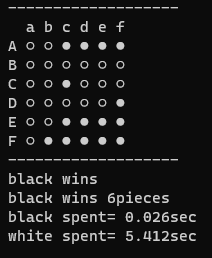 -------------------
a b c d e f
A ○ ○ ● ● ● ●
B ○ ○ ○ ○ ○ ○
C ○ ○ ● ○ ○ ○
D ○ ○ ○ ○ ○ ●
E ○ ○ ● ● ● ●
F ○ ● ● ● ● ●
-------------------
black wins
black wins 6pieces
black spent= 0.026sec
white spent= 5.412sec